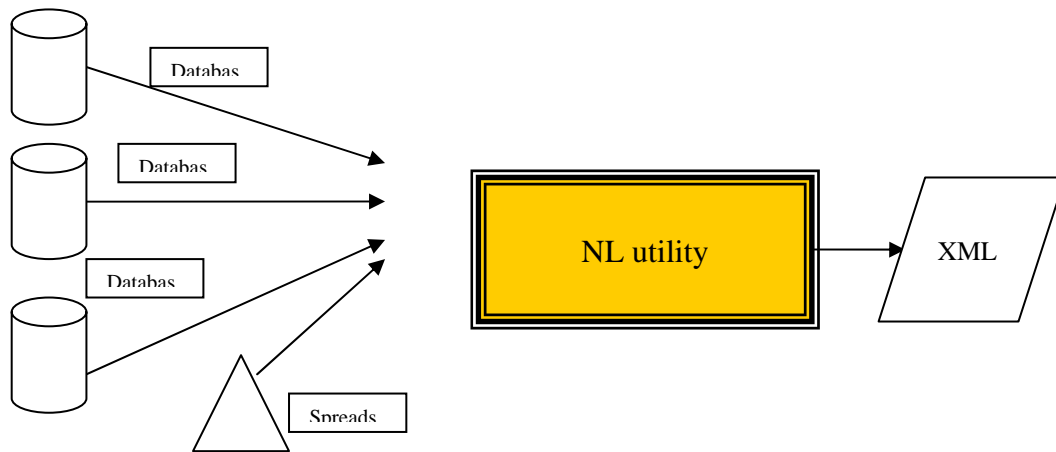 Databas
Databas
NL utility
XML
Databas
Spreads